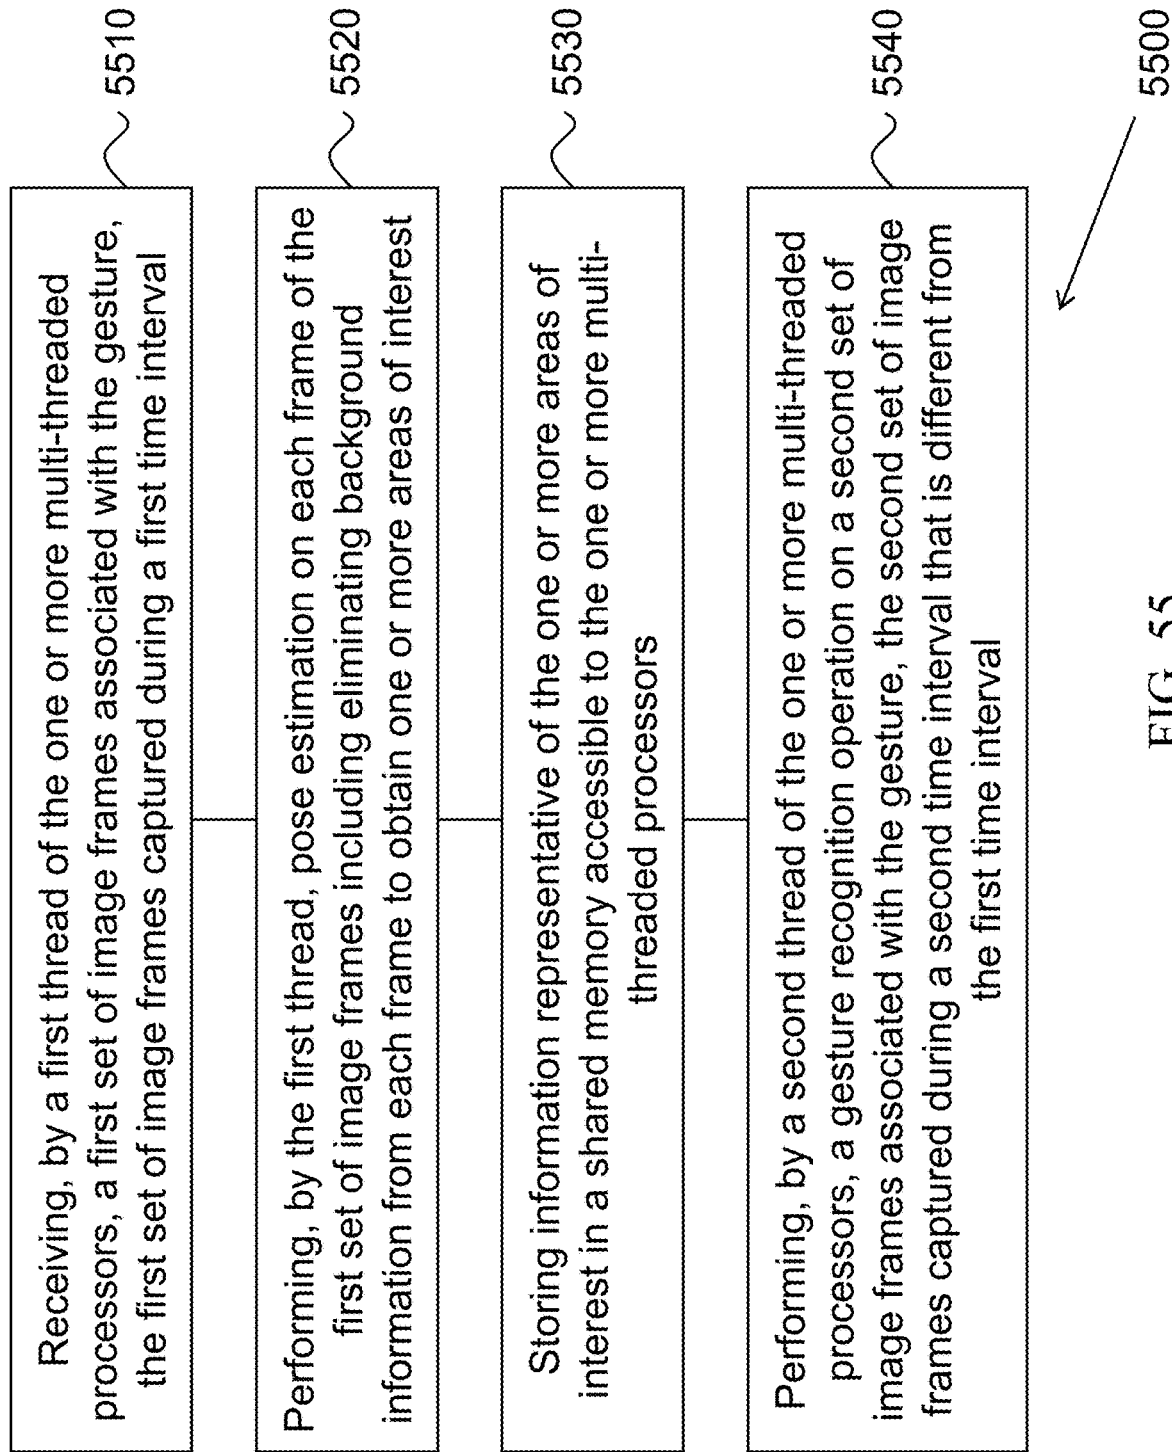 Receiving, by a first thread of the one or more multi-threaded
processors, a first set of image frames associated with the gesture,
the first set of image frames captured during a first time interval
5510
Performing, by the first thread, pose estimation on each frame of the
first set of image frames including eliminating background
information from each frame to obtain one or more areas of interest
5520
Storing information representative of the one or more areas of
interest in a shared memory accessible to the one or more multi-
threaded processors
5530
Performing, by a second thread of the one or more multi-threaded
processors, a gesture recognition operation on a second set of
image frames associated with the gesture, the second set of image
frames captured during a second time interval that is different from
the first time interval
5540
5500
FIG. 55